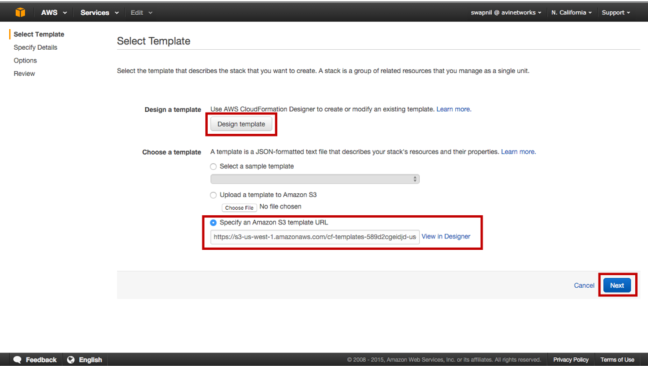 AWS Services Edit swapnil @ avinetworks N. California Support
Select Template
Specify Details
Options
Review
Select Template
Select the template that describes the stack that you want to create. A stack is a group of related resources that you manage as a single unit.
Design a template Use AWS CloudFormation Designer to create or modify an existing template. Learn more.
Design template
Choose a template A template is a JSON-formatted text file that describes your stack's resources and their properties. Learn more.
Select a sample template
Upload a template to Amazon S3
Choose File No file chosen
Specify an Amazon S3 template URL
https://s3-us-west-1.amazonaws.com/cf-templates-589d2ogeidjd-us View in Designer
Cancel Next
Feedback English © 2008 - 2015, Amazon Web Services, Inc. or its affiliates. All rights reserved. Privacy Policy Terms of Use